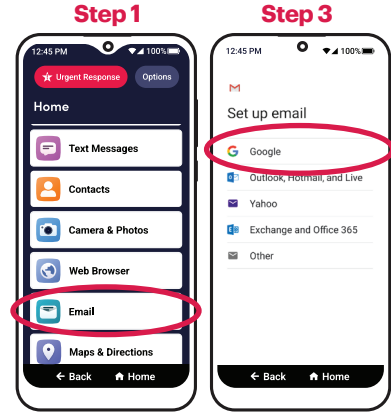 Step 1
12:45 PM
100%
Urgent Response
Options
Home
Text Messages
Contacts
Camera & Photos
Web Browser
Email
Maps & Directions
Back
Home
Step 3
12:45 PM
100%
Set up email
Google
Outlook, Hotmail, and Live
Yahoo
Exchange and Office 365
Other
Back
Home